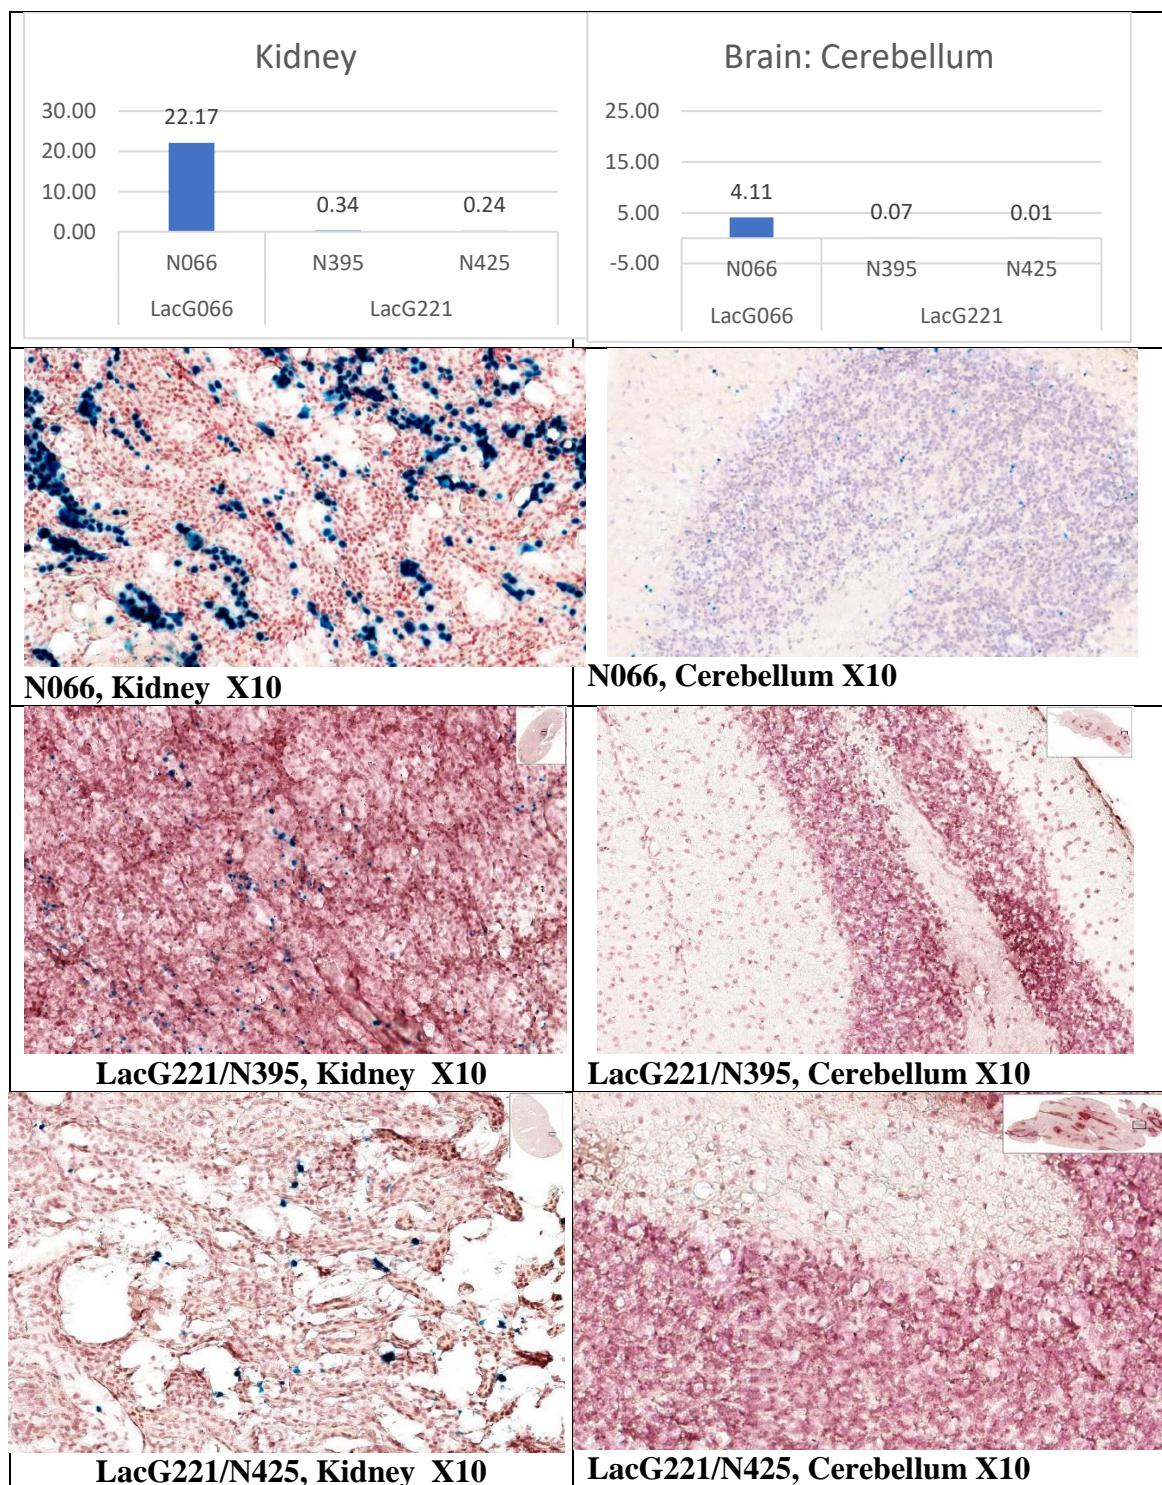 Kidney
30.00
22.17
20.00
10.00
0.34
0.24
0.00
N066
N395
N425
LacG066
LacG221
Brain: Cerebellum
25.00
15.00
4.11
5.00
0.07
0.01
-5.00
N066
N395
N425
LacG066
LacG221
N066, Kidney X10
N066, Cerebellum X10
LacG221/N395, Kidney X10
LacG221/N395, Cerebellum X10
LacG221/N425, Kidney X10
LacG221/N425, Cerebellum X10